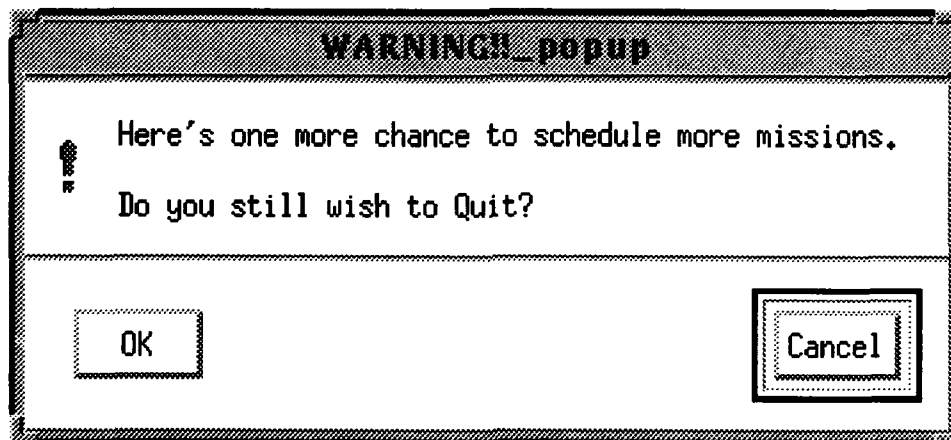 WARNING!!_popup
Here's one more chance to schedule more missions.
Do you still wish to Quit?
OK
Cancel